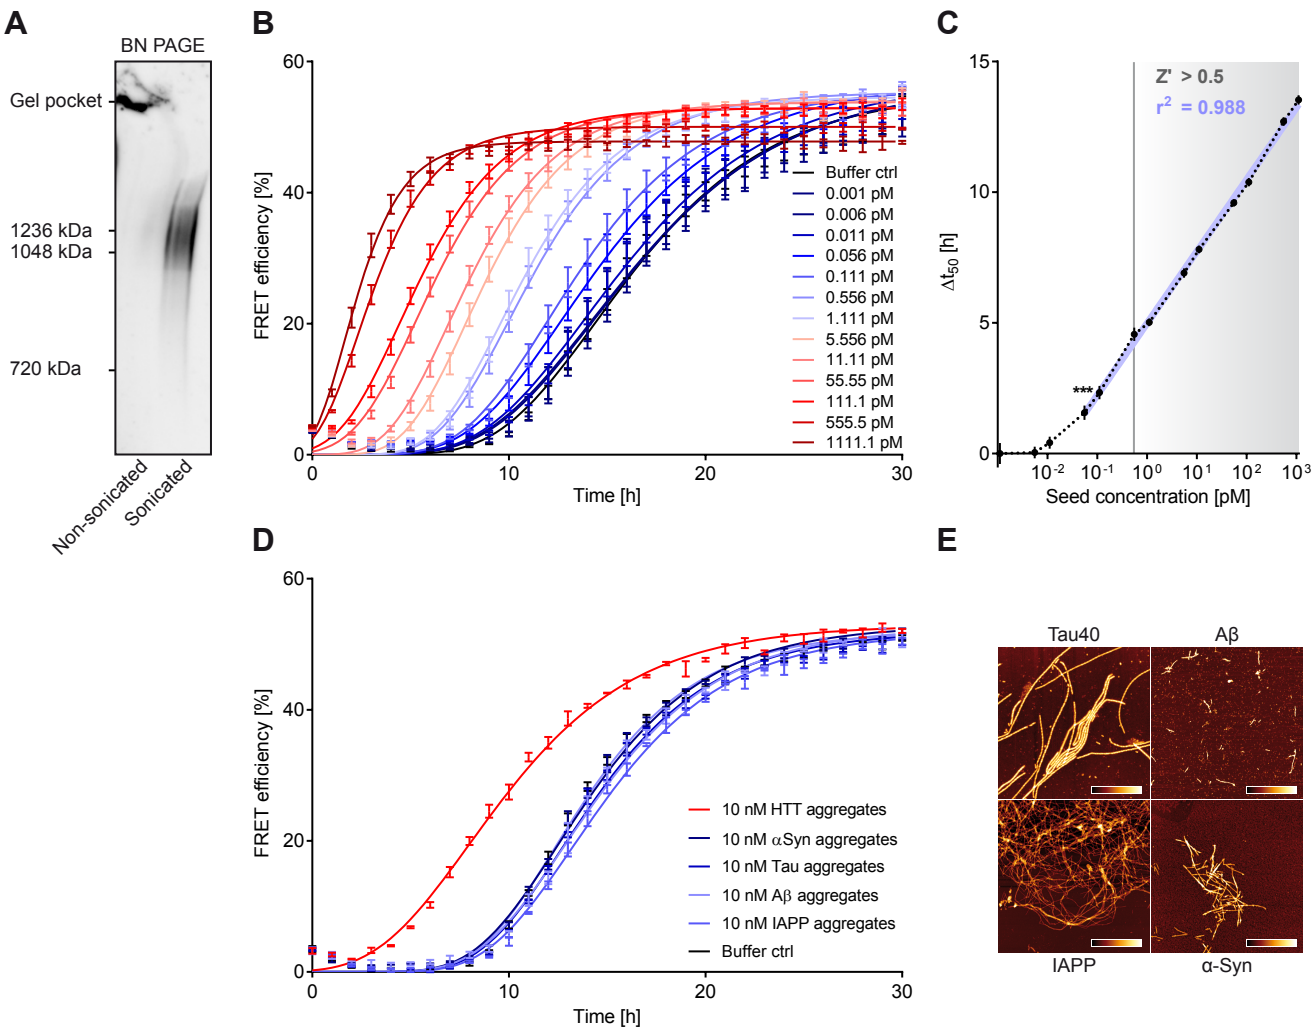 A
BN PAGE
Gel pocket
1236 kDa
1048 kDa
720 kDa
Non-sonicated
Sonicated
B
60
40
20
0
FRET efficiency [%]
0 10 20 30
Time [h]
Buffer ctrl
0.001 pM
0.006 pM
0.011 pM
0.056 pM
0.111 pM
0.556 pM
1.111 pM
5.556 pM
11.11 pM
55.55 pM
111.1 pM
555.5 pM
1111.1 pM
C
15
10
5
0
Δt50 [h]
Z' > 0.5
r² = 0.988
***
10⁻² 10⁻¹ 10⁰ 10¹ 10² 10³
Seed concentration [pM]
D
60
40
20
0
FRET efficiency [%]
0 10 20 30
Time [h]
10 nM HTT aggregates
10 nM αSyn aggregates
10 nM Tau aggregates
10 nM Aβ aggregates
10 nM IAPP aggregates
Buffer ctrl
E
Tau40 Aβ
IAPP α-Syn